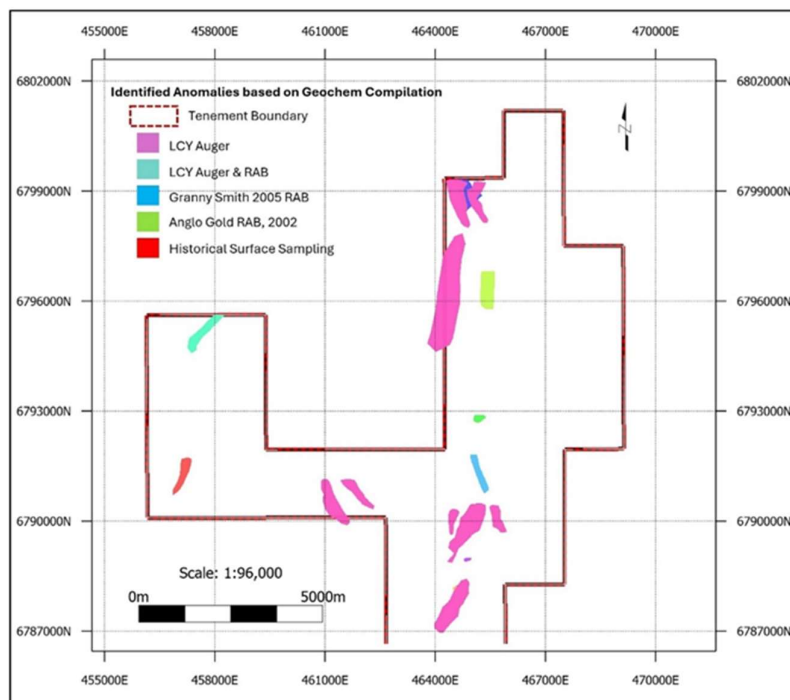 455000E 458000E 461000E 464000E 467000E 470000E
6802000N 6802000N
Identified Anomalies based on Geochem Compilation
Tenement Boundary
LCY Auger
LCY Auger & RAB
Granny Smith 2005 RAB
Anglo Gold RAB, 2002
Historical Surface Sampling
N
6799000N 6799000N
6796000N 6796000N
6793000N 6793000N
6790000N 6790000N
Scale: 1:96,000
0m 5000m
6787000N 6787000N
455000E 458000E 461000E 464000E 467000E 470000E